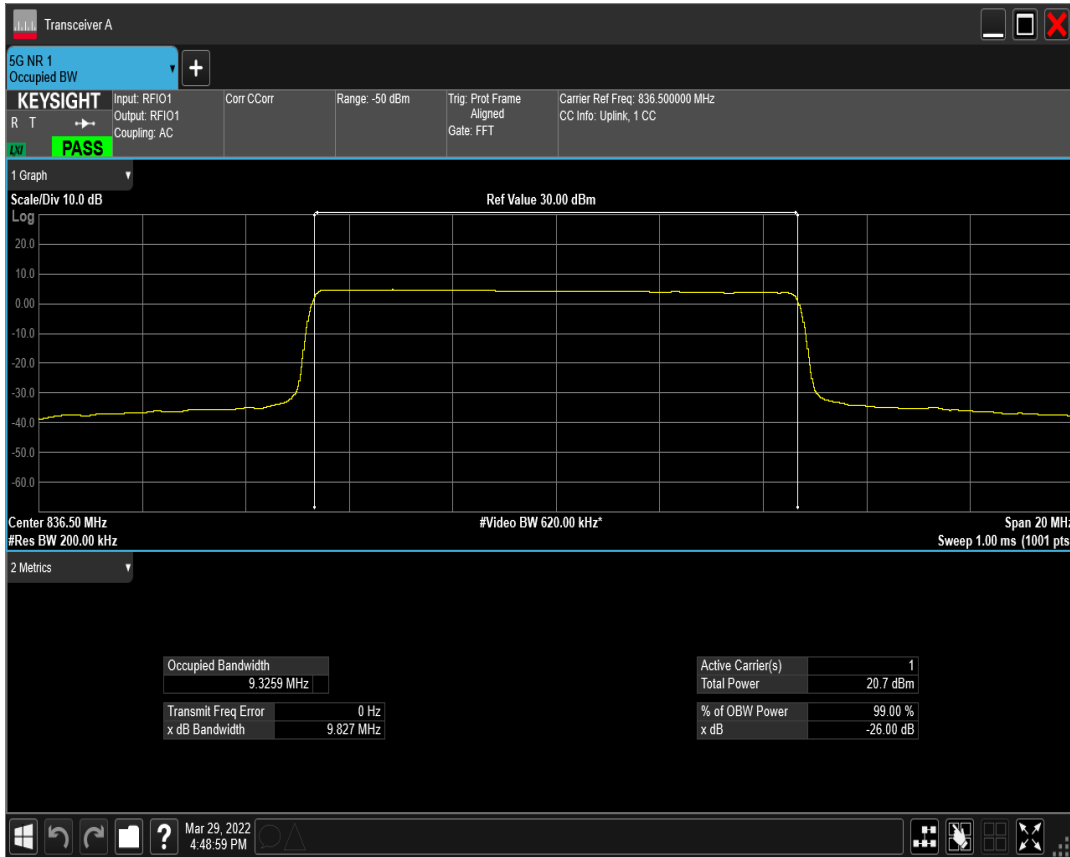 Transceiver A
5G NR 1
Occupied BW
+
KEYSIGHT
R T
LXI
PASS
Input: RFIO1
Output: RFIO1
Coupling: AC
Corr CCorr
Range: -50 dBm
Trig: Prot Frame
Aligned
Gate: FFT
Carrier Ref Freq: 836.500000 MHz
CC Info: Uplink, 1 CC
1 Graph
Scale/Div 10.0 dB
Ref Value 30.00 dBm
Log
20.0
10.0
0.00
-10.0
-20.0
-30.0
-40.0
-50.0
-60.0
Center 836.50 MHz
#Video BW 620.00 kHz*
Span 20 MHz
#Res BW 200.00 kHz
Sweep 1.00 ms (1001 pts
2 Metrics
Occupied Bandwidth
9.3259 MHz
Transmit Freq Error 0 Hz
x dB Bandwidth 9.827 MHz
Active Carrier(s) 1
Total Power 20.7 dBm
% of OBW Power 99.00 %
x dB -26.00 dB
?
Mar 29, 2022
4:48:59 PM